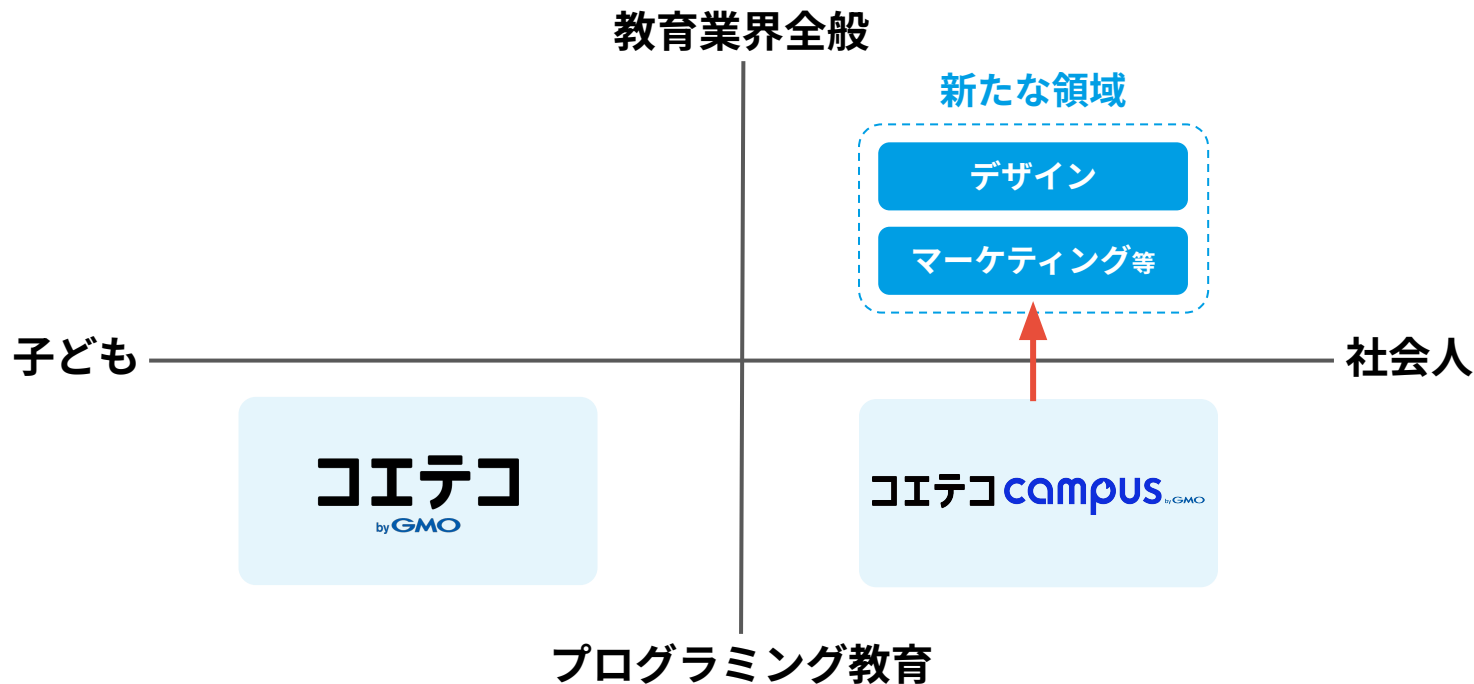 教育業界全般
新たな領域
デザイン
マーケティング等
子ども
社会人
コエテコ
by GMO
コエテコ campus by GMO
プログラミング教育